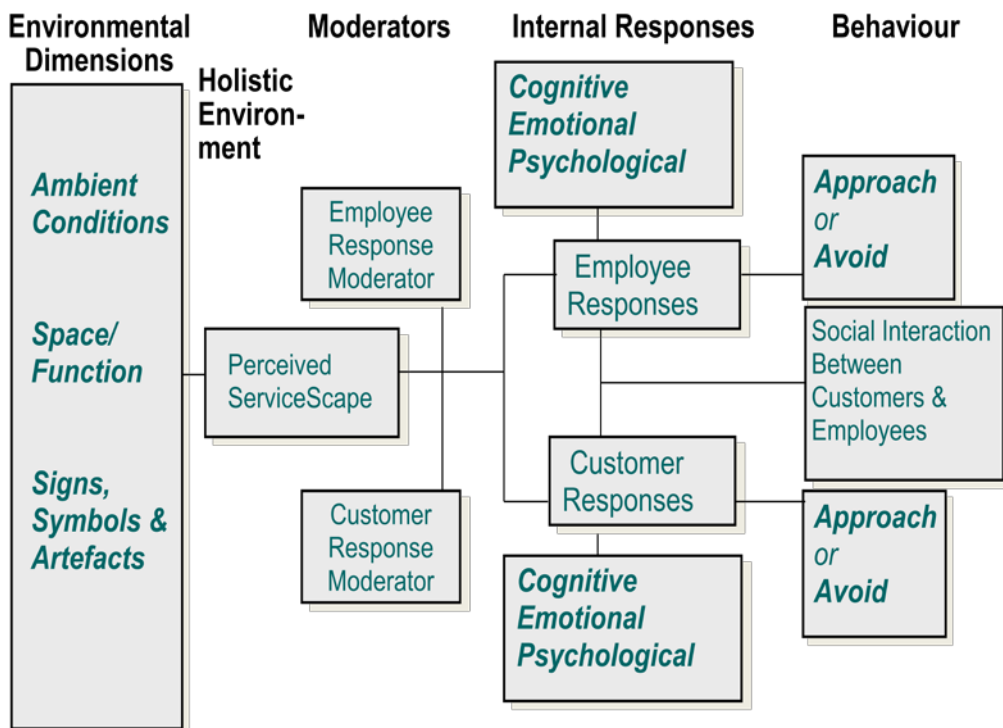 Environmental
Dimensions
Holistic
Environ-
ment
Moderators
Internal Responses
Behaviour
Ambient
Conditions
Space/
Function
Signs,
Symbols &
Artefacts
Perceived
ServiceScape
Employee
Response
Moderator
Customer
Response
Moderator
Cognitive
Emotional
Psychological
Employee
Responses
Customer
Responses
Cognitive
Emotional
Psychological
Approach
or
Avoid
Social Interaction
Between
Customers &
Employees
Approach
or
Avoid